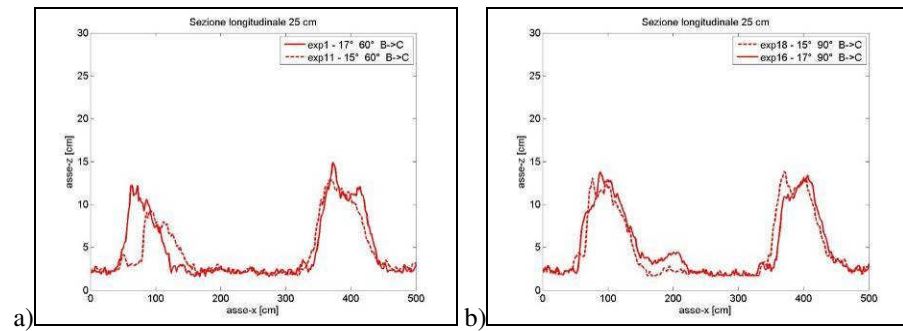 Sezione longitudinale 25 cm
30
25
20
15
10
5
0
asse-z [cm]
exp1 - 17° 60° B->C
exp11 - 15° 60° B->C
0 100 200 300 400 500
asse-x [cm]
a)
Sezione longitudinale 25 cm
30
25
20
15
10
5
0
asse-z [cm]
exp18 - 15° 90° B->C
exp16 - 17° 90° B->C
0 100 200 300 400 500
asse-x [cm]
b)